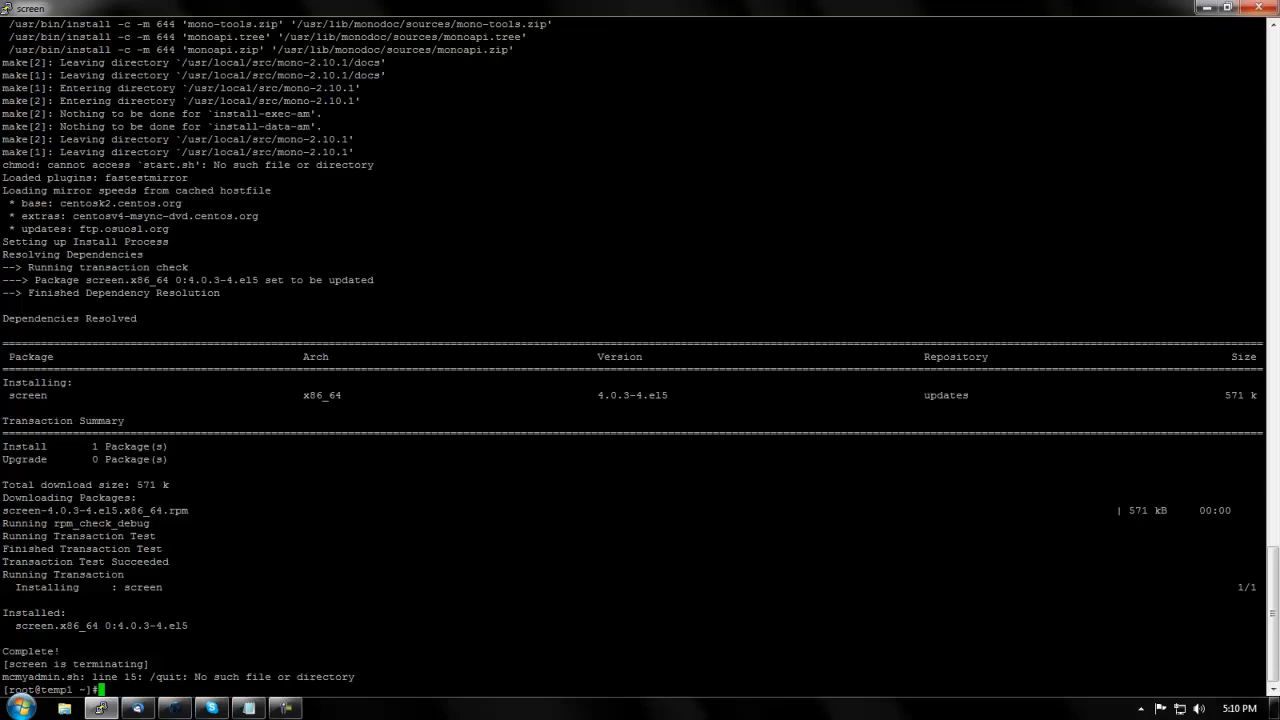 screen
/usr/bin/install -c -m 644 'mono-tools.zip' '/usr/lib/monodoc/sources/mono-tools.zip'
/usr/bin/install -c -m 644 'monoapi.tree' '/usr/lib/monodoc/sources/monoapi.tree'
/usr/bin/install -c -m 644 'monoapi.zip' '/usr/lib/monodoc/sources/monoapi.zip'
make[2]: Leaving directory `/usr/local/src/mono-2.10.1/docs'
make[1]: Leaving directory `/usr/local/src/mono-2.10.1/docs'
make[1]: Entering directory `/usr/local/src/mono-2.10.1'
make[2]: Entering directory `/usr/local/src/mono-2.10.1'
make[2]: Nothing to be done for `install-exec-am'.
make[2]: Nothing to be done for `install-data-am'.
make[2]: Leaving directory `/usr/local/src/mono-2.10.1'
make[1]: Leaving directory `/usr/local/src/mono-2.10.1'
chmod: cannot access `start.sh': No such file or directory
Loaded plugins: fastestmirror
Loading mirror speeds from cached hostfile
* base: centosk2.centos.org
* extras: centosv4-msync-dvd.centos.org
* updates: ftp.osuosl.org
Setting up Install Process
Resolving Dependencies
--> Running transaction check
---> Package screen.x86_64 0:4.0.3-4.el5 set to be updated
--> Finished Dependency Resolution
Dependencies Resolved
Package Arch Version Repository Size
Installing:
screen x86_64 4.0.3-4.el5 updates 571 k
Transaction Summary
Install 1 Package(s)
Upgrade 0 Package(s)
Total download size: 571 k
Downloading Packages:
screen-4.0.3-4.el5.x86_64.rpm | 571 kB 00:00
Running rpm_check_debug
Running Transaction Test
Finished Transaction Test
Transaction Test Succeeded
Running Transaction
Installing : screen 1/1
Installed:
screen.x86_64 0:4.0.3-4.el5
Complete!
[screen is terminating]
mcmyadmin.sh: line 15: /quit: No such file or directory
[root@temp1 ~]#
5:10 PM